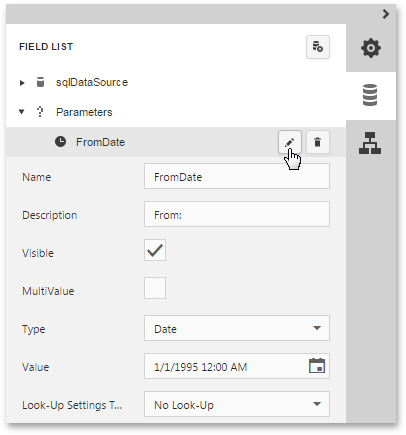 FIELD LIST
sqlDataSource
Parameters
FromDate
Name FromDate
Description From:
Visible
MultiValue
Type Date
Value 1/1/1995 12:00 AM
Look-Up Settings T... No Look-Up